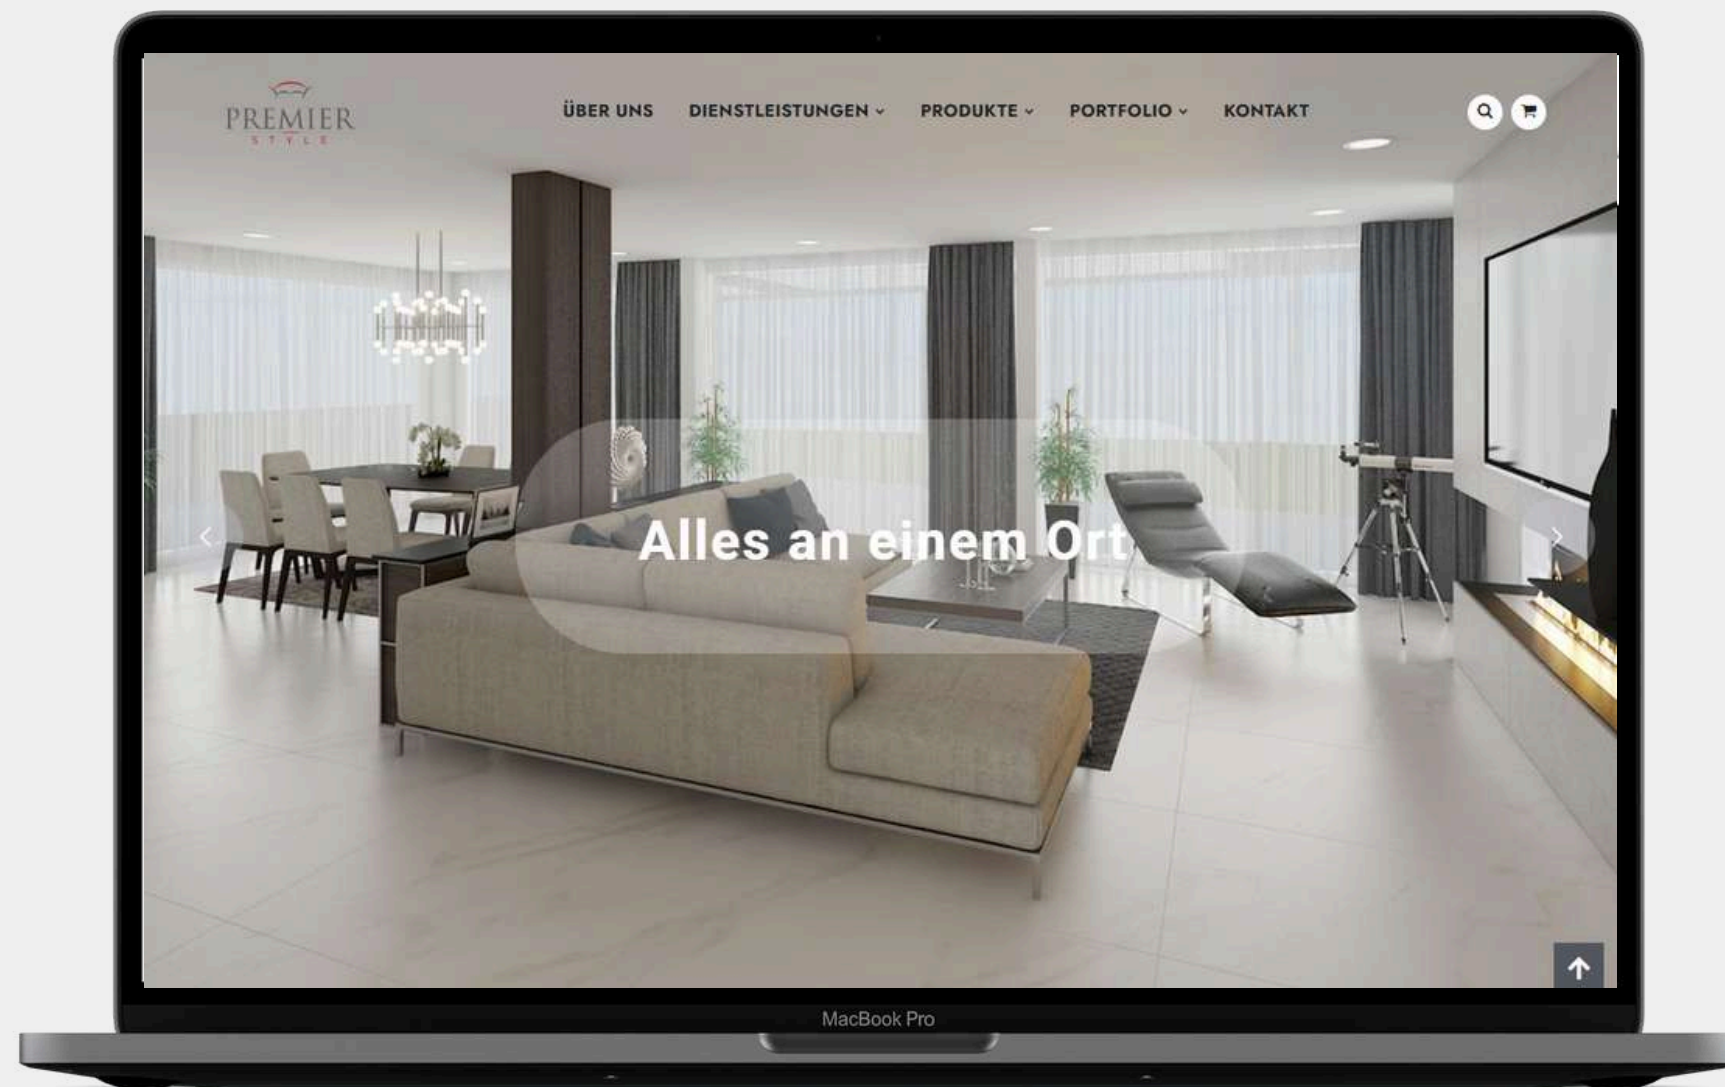 PREMIER
STYLE
ÜBER UNS DIENSTLEISTUNGEN PRODUKTE PORTFOLIO KONTAKT
Alles an einem Ort
MacBook Pro